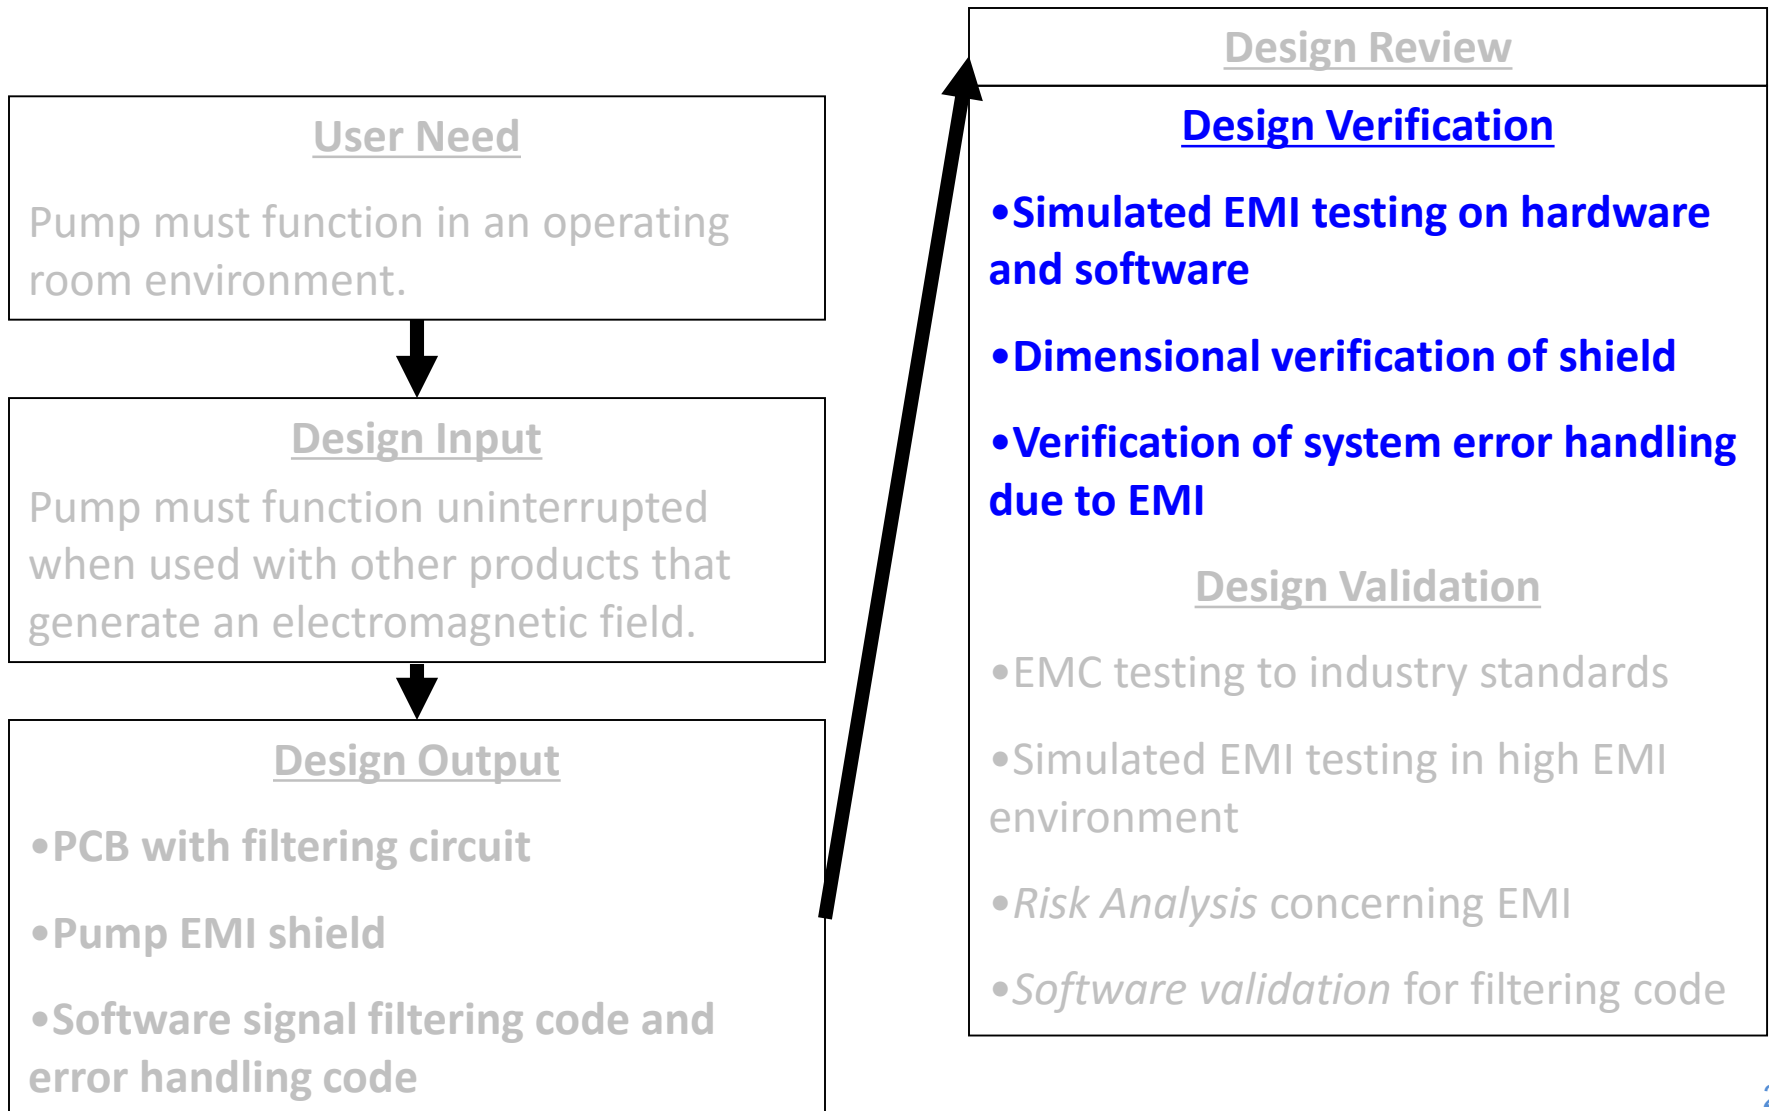 User Need
Pump must function in an operating
room environment.
Design Input
Pump must function uninterrupted
when used with other products that
generate an electromagnetic field.
Design Output
•PCB with filtering circuit
•Pump EMI shield
•Software signal filtering code and
error handling code
Design Review
Design Verification
•Simulated EMI testing on hardware
and software
•Dimensional verification of shield
•Verification of system error handling
due to EMI
Design Validation
•EMC testing to industry standards
•Simulated EMI testing in high EMI
environment
•Risk Analysis concerning EMI
•Software validation for filtering code